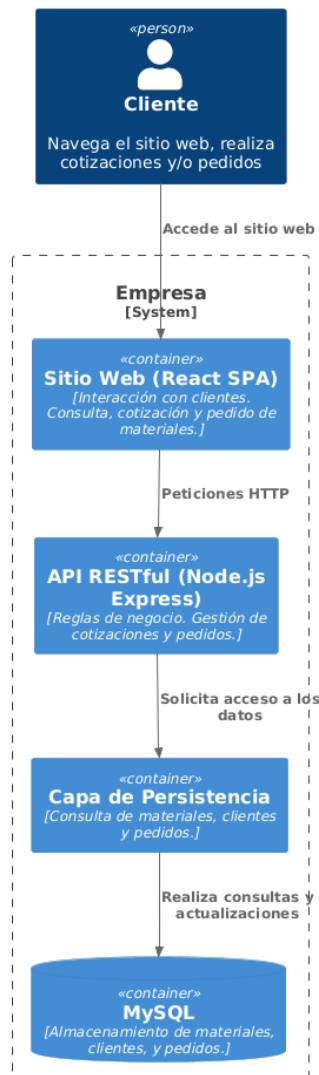 «person»
Cliente
Navega el sitio web, realiza
cotizaciones y/o pedidos
Accede al sitio web
Empresa
[System]
«container»
Sitio Web (React SPA)
[Interacción con clientes.
Consulta, cotización y pedido de
materiales.]
Peticiones HTTP
«container»
API RESTful (Node.js
Express)
[Reglas de negocio. Gestión de
cotizaciones y pedidos.]
Solicita acceso a los
datos
«container»
Capa de Persistencia
[Consulta de materiales, clientes
y pedidos.]
Realiza consultas y
actualizaciones
«container»
MySQL
[Almacenamiento de materiales,
clientes, y pedidos.]